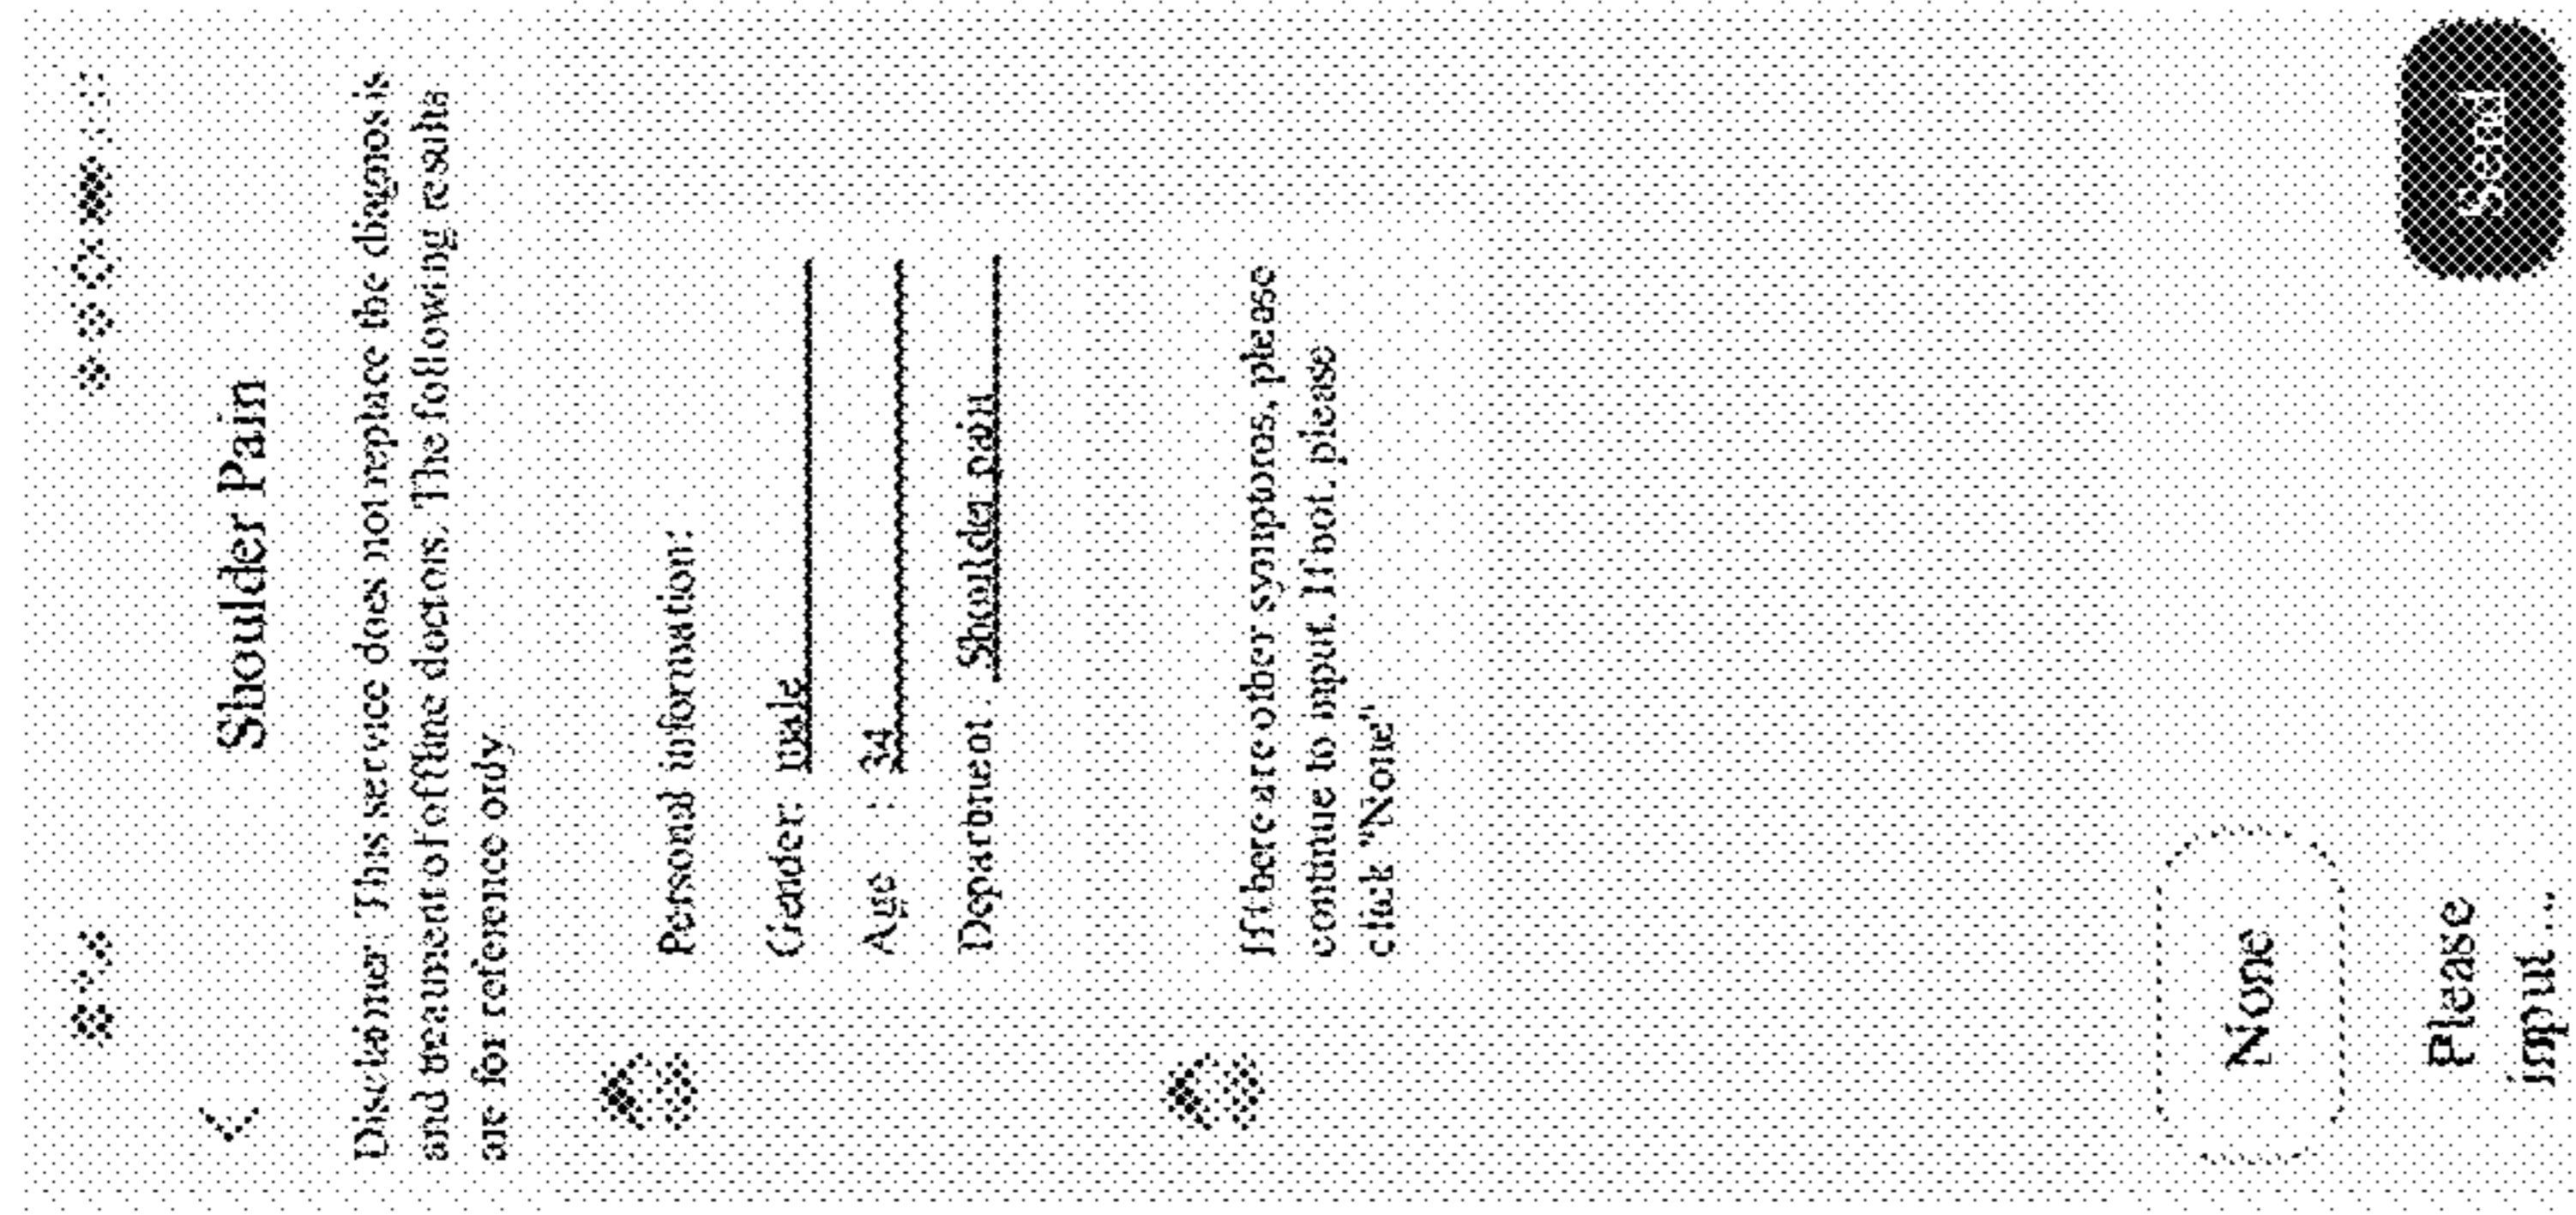 Shoulder Pain
Disclaimer: This service does not replace the diagnosis
and treatment of offline doctors. The following results
are for reference only.
Personal information:
Gender: male
Age : 34
Department: Shoulder pain
If there are other symptoms, please
continue to input. If not, please
click "None"
None
Please
input ...
Send